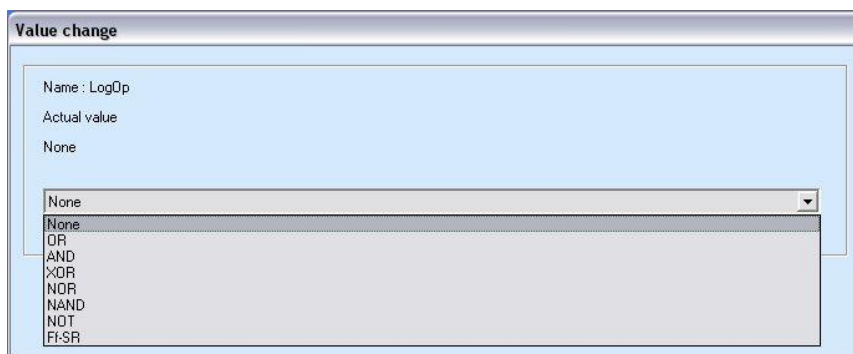 Value change
Name : LogOp
Actual value
None
None
None
OR
AND
XOR
NOR
NAND
NOT
Ff-SR